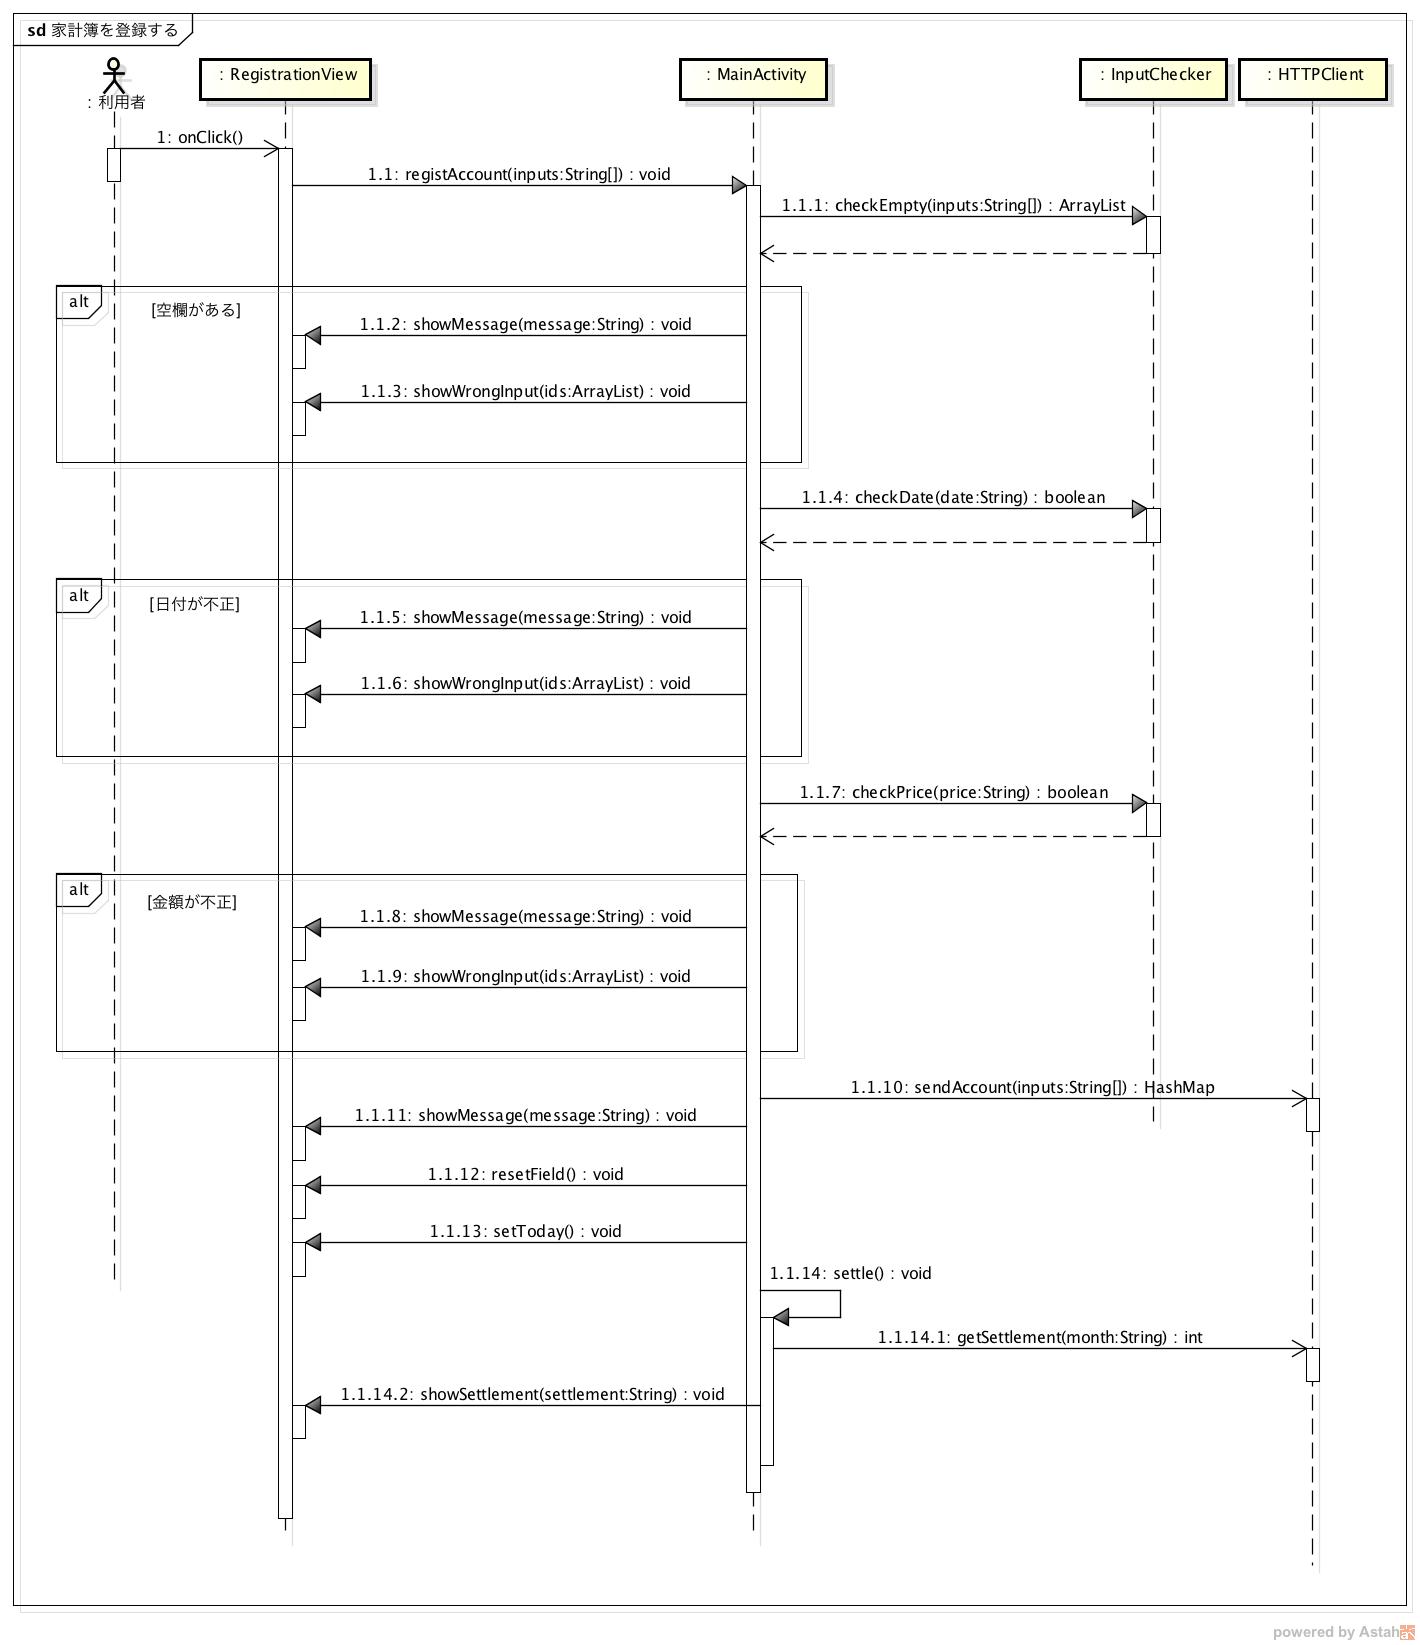 sd 家計簿を登録する
: 利用者
: RegistrationView
: MainActivity
: InputChecker
: HTTPClient
1: onClick()
1.1: registAccount(inputs:String[]) : void
1.1.1: checkEmpty(inputs:String[]) : ArrayList
alt
[空欄がある]
1.1.2: showMessage(message:String) : void
1.1.3: showWrongInput(ids:ArrayList) : void
1.1.4: checkDate(date:String) : boolean
alt
[日付が不正]
1.1.5: showMessage(message:String) : void
1.1.6: showWrongInput(ids:ArrayList) : void
1.1.7: checkPrice(price:String) : boolean
alt
[金額が不正]
1.1.8: showMessage(message:String) : void
1.1.9: showWrongInput(ids:ArrayList) : void
1.1.10: sendAccount(inputs:String[]) : HashMap
1.1.11: showMessage(message:String) : void
1.1.12: resetField() : void
1.1.13: setToday() : void
1.1.14: settle() : void
1.1.14.1: getSettlement(month:String) : int
1.1.14.2: showSettlement(settlement:String) : void
powered by Astah